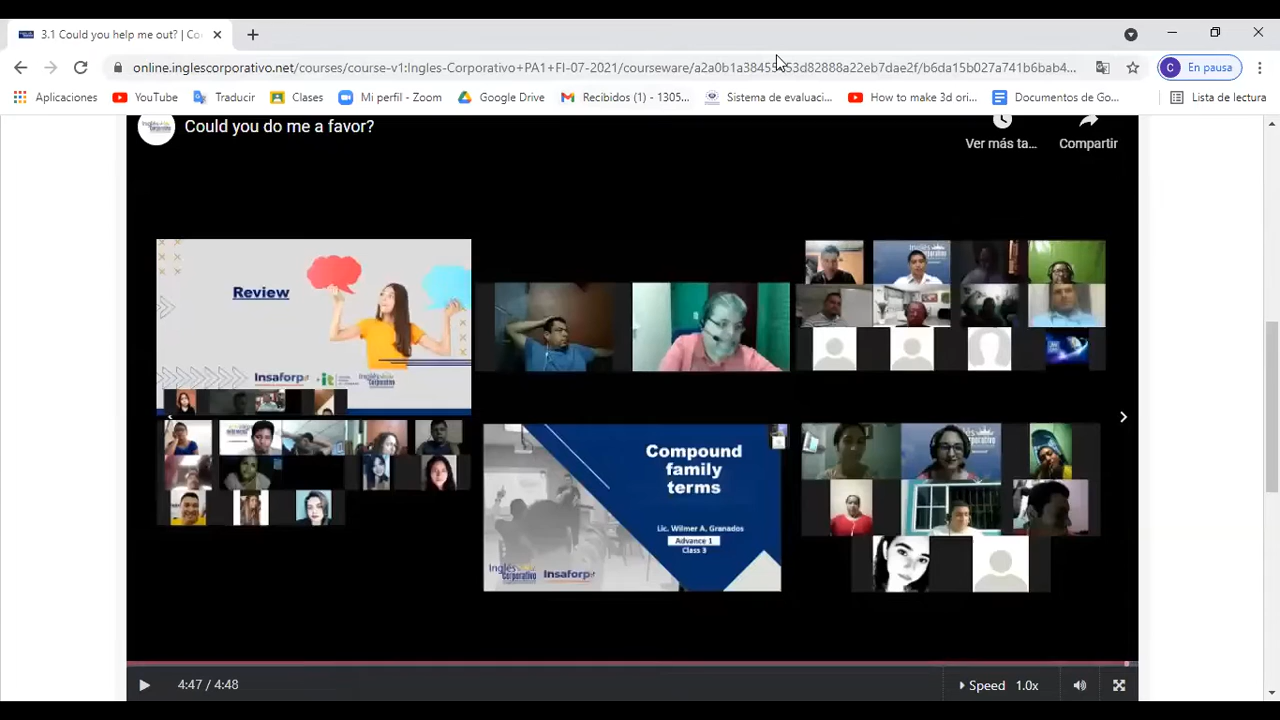 3.1 Could you help me out? | Co
online.inglescorporativo.net/courses/course-v1:Ingles-Corporativo+PA1+FI-07-2021/courseware/a2a0b1a38455 3d82888a22eb7dae2f/b6da15b027a741b6bab4...
C En pausa
Aplicaciones YouTube Traducir Clases Mi perfil - Zoom Google Drive Recibidos (1) - 1305... Sistema de evaluaci... How to make 3d ori... Documentos de Go... Lista de lectura
Could you do me a favor?
Ver más ta... Compartir
Review
Insaforp
Compound
family
terms
Lic. Wilmer A. Granados
Advance 1
Class 3
Inglés Corporativo Insaforp
4:47 / 4:48
Speed 1.0x